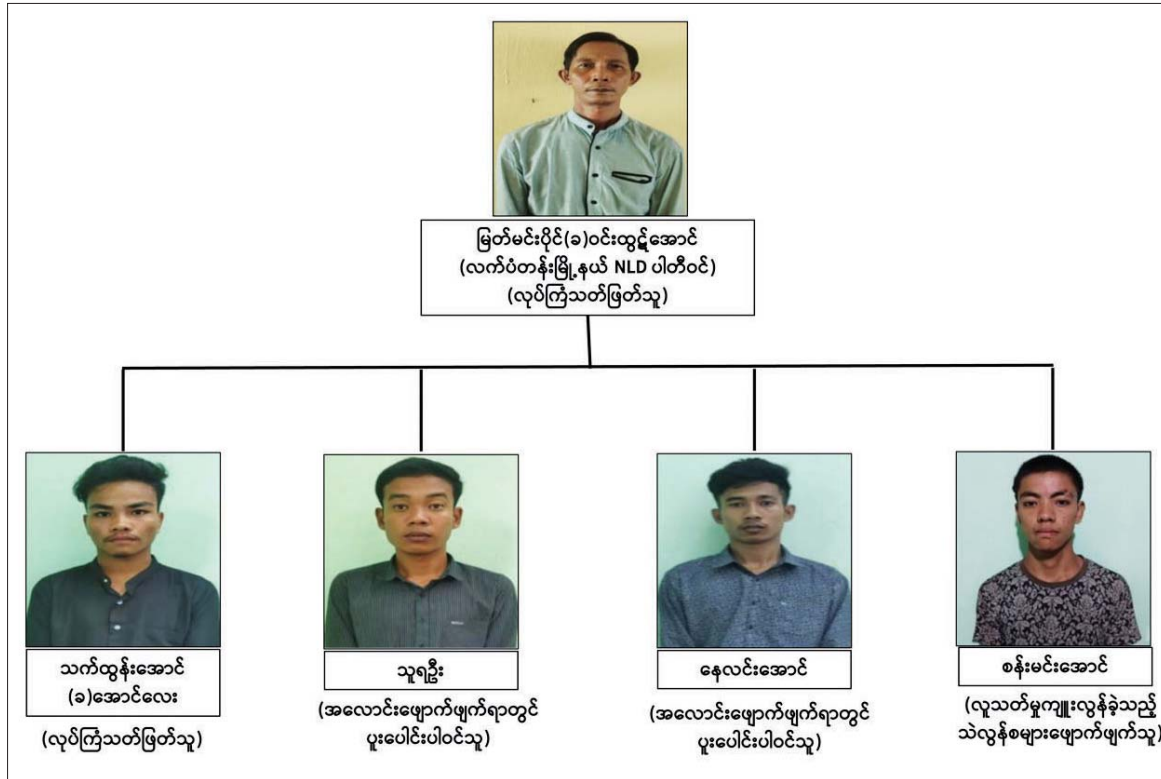 မြတ်မင်းပိုင်(ခ)ဝင်းထွဋ်အောင်
(လက်ပံတန်းမြို့နယ် NLD ပါတီဝင်)
(လုပ်ကြံသတ်ဖြတ်သူ)
သက်ထွန်းအောင်
(ခ)အောင်လေး
(လုပ်ကြံသတ်ဖြတ်သူ)
သူရဦး
(အလောင်းဖျောက်ဖျက်ရာတွင်
ပူးပေါင်းပါဝင်သူ)
နေလင်းအောင်
(အလောင်းဖျောက်ဖျက်ရာတွင်
ပူးပေါင်းပါဝင်သူ)
စန်းမင်းအောင်
(လူသတ်မှုကျူးလွန်ခဲ့သည့်
သဲလွန်စများဖျောက်ဖျက်သူ)